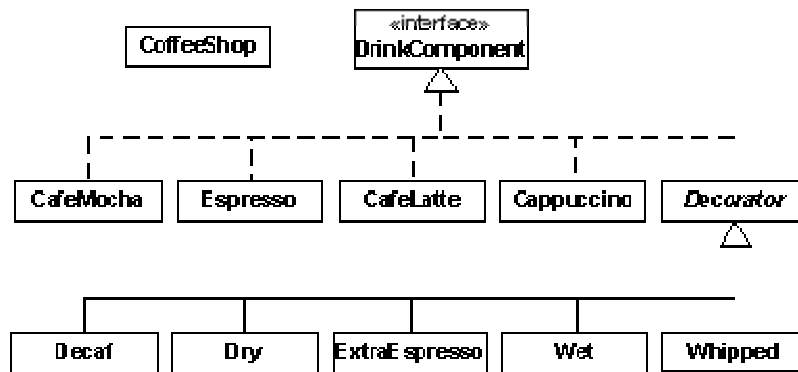 «interface»
CoffeeShop
DrinkComponent
CafeMocha
Espresso
CafeLatte
Cappuccino
Decorator
Decaf
Dry
ExtraEspresso
Wet
Whipped